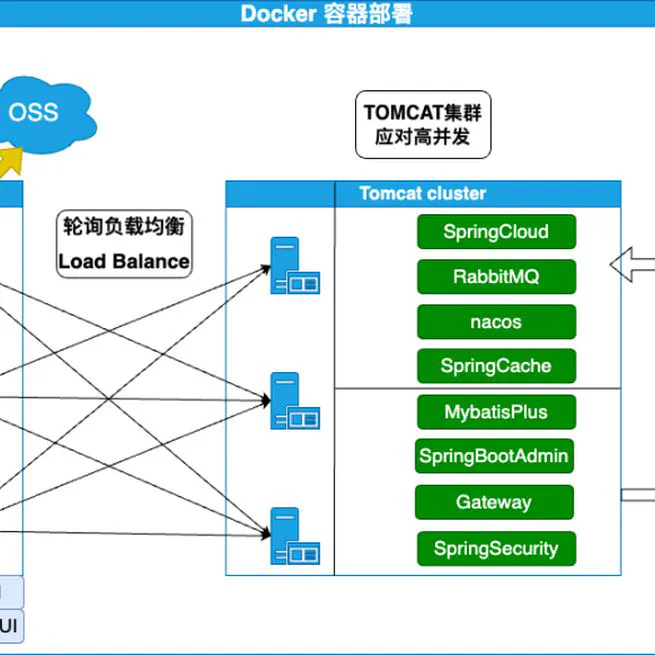 Docker 容器部署
OSS
TOMCAT集群
应对高并发
轮询负载均衡
Load Balance
Tomcat cluster
SpringCloud
RabbitMQ
nacos
SpringCache
MybatisPlus
SpringBootAdmin
Gateway
SpringSecurity
UI